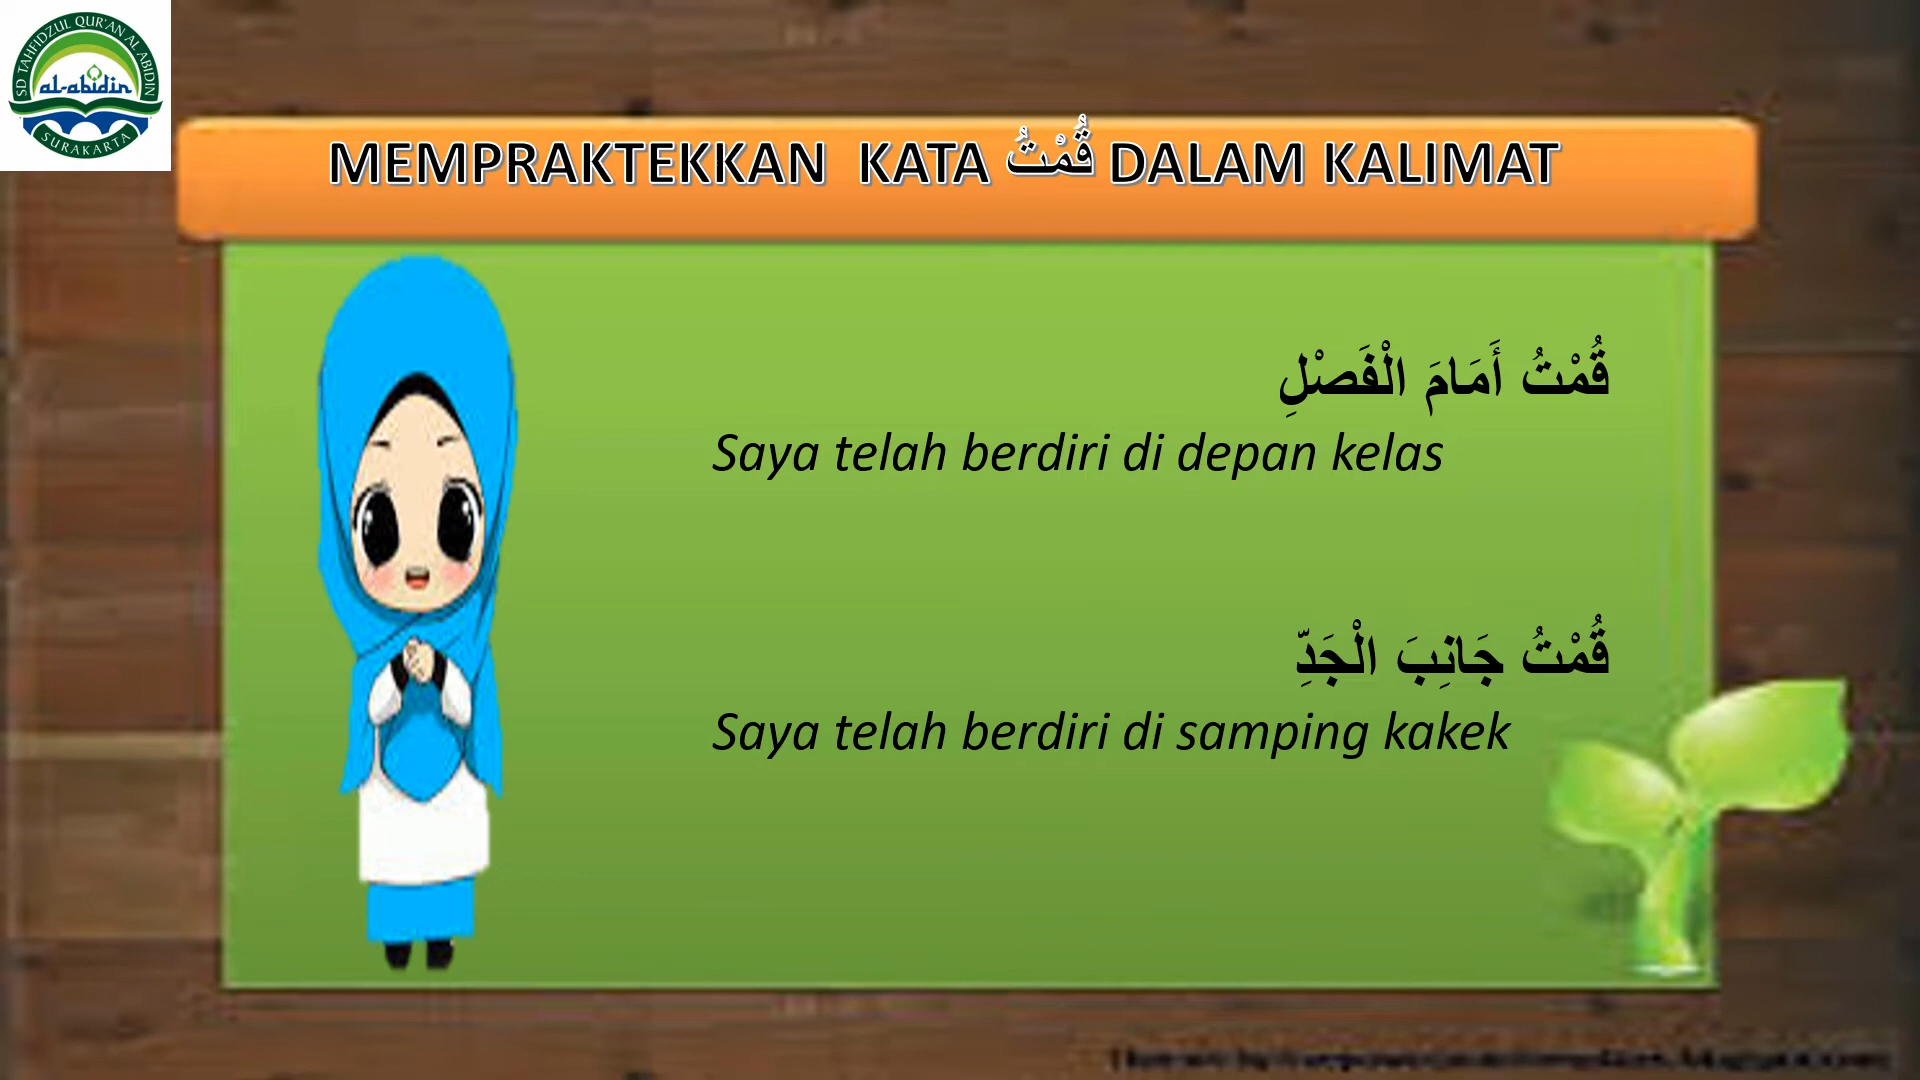 SD TAHFIDZUL QUR'AN AL ABIDIN
al-abidin
SURAKARTA
MEMPRAKTEKKAN KATA قُمْتُ DALAM KALIMAT
قُمْتُ أَمَامَ الْفَصْلِ
Saya telah berdiri di depan kelas
قُمْتُ جَانِبَ الْجَدِّ
Saya telah berdiri di samping kakek